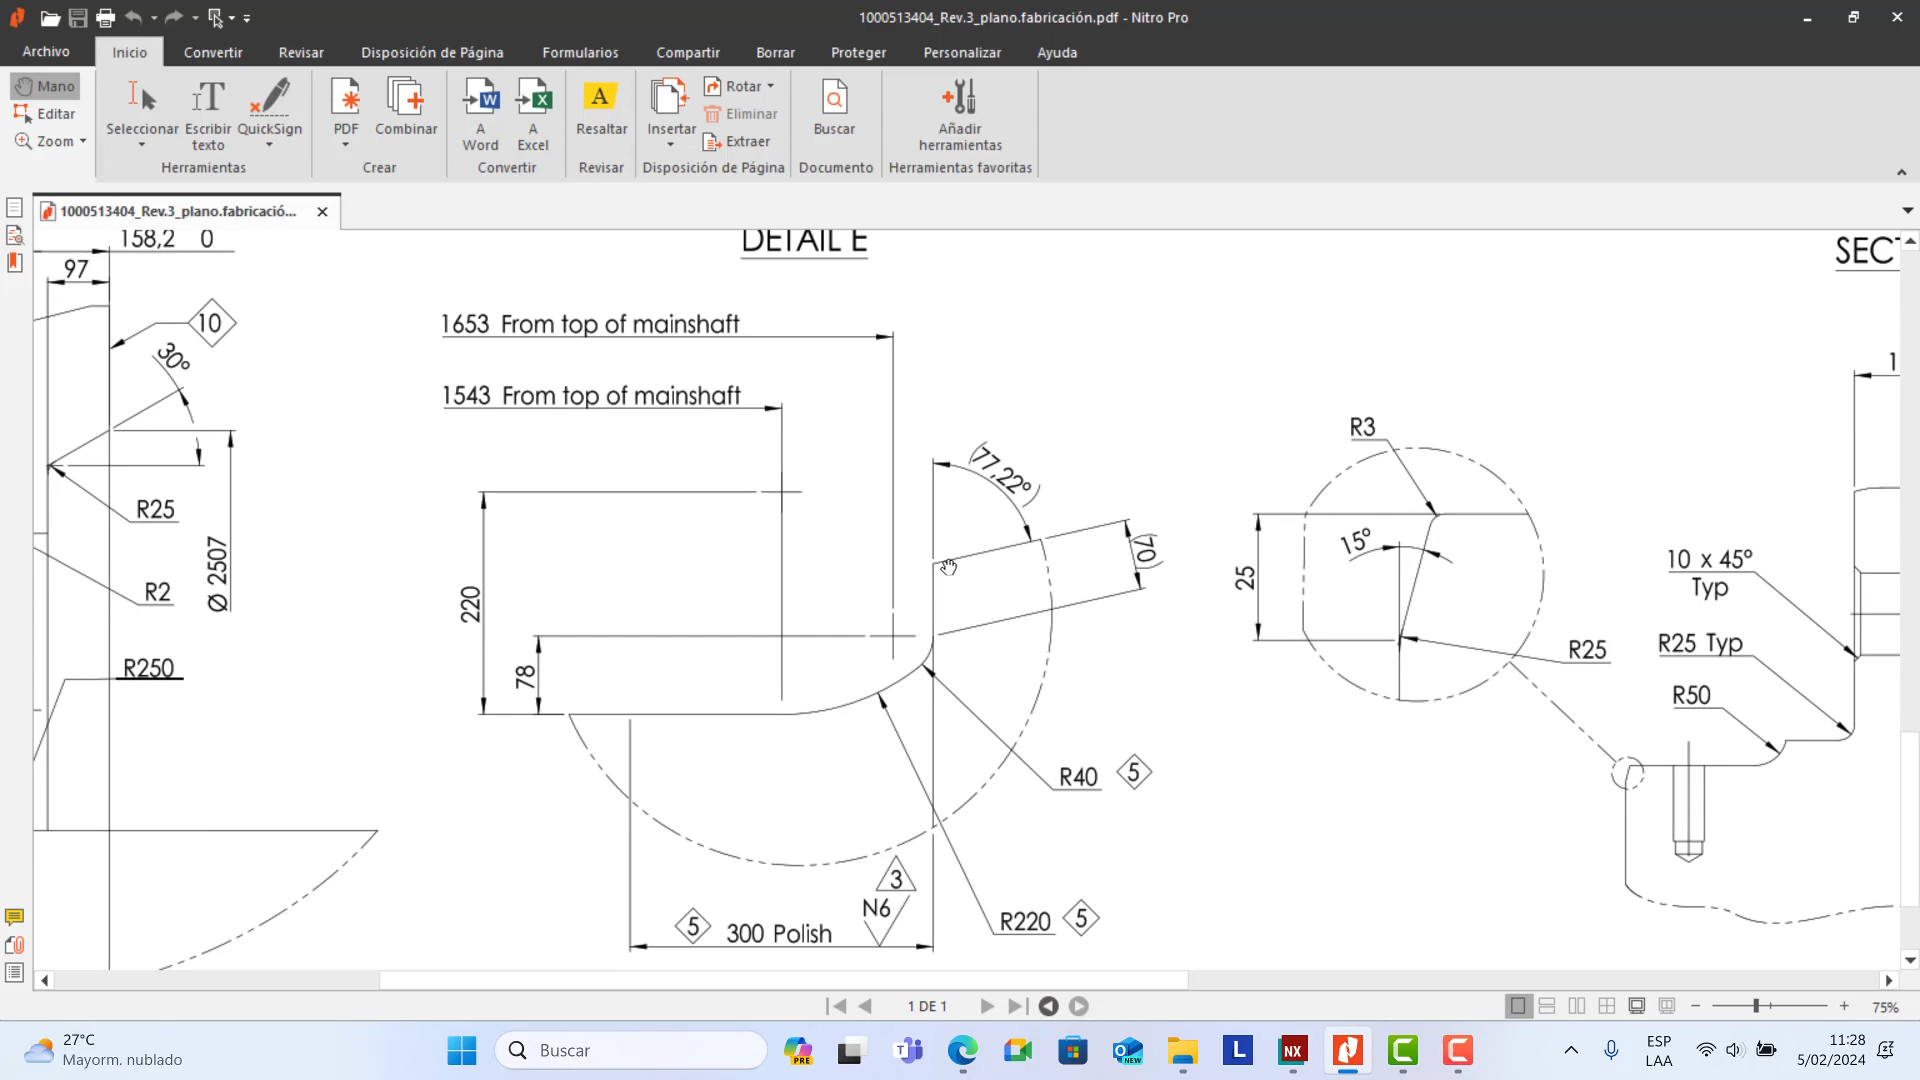 1000513404_Rev.3_plano.fabricación.pdf - Nitro Pro
Archivo
Inicio
Convertir
Revisar
Disposición de Página
Formularios
Compartir
Borrar
Proteger
Personalizar
Ayuda
Mano
Editar
Zoom
Seleccionar
Escribir
texto
QuickSign
Herramientas
PDF
Combinar
Crear
A
Word
A
Excel
Convertir
Resaltar
Revisar
Insertar
Rotar
Eliminar
Extraer
Disposición de Página
Buscar
Documento
Añadir
herramientas
Herramientas favoritas
1000513404_Rev.3_plano.fabricació...
158,2 0
97
10
30°
R25
R2
Ø 2507
R250
DETAIL E
1653 From top of mainshaft
1543 From top of mainshaft
(77,22°)
(70)
220
78
R40
5
3
N6
5
300 Polish
R220
5
R3
15°
25
R25
SECT
1
10 x 45°
Typ
R25 Typ
R50
1 DE 1
75%
27°C
Mayorm. nublado
Buscar
PRE
NEW
L
NX
ESP
LAA
11:28
5/02/2024